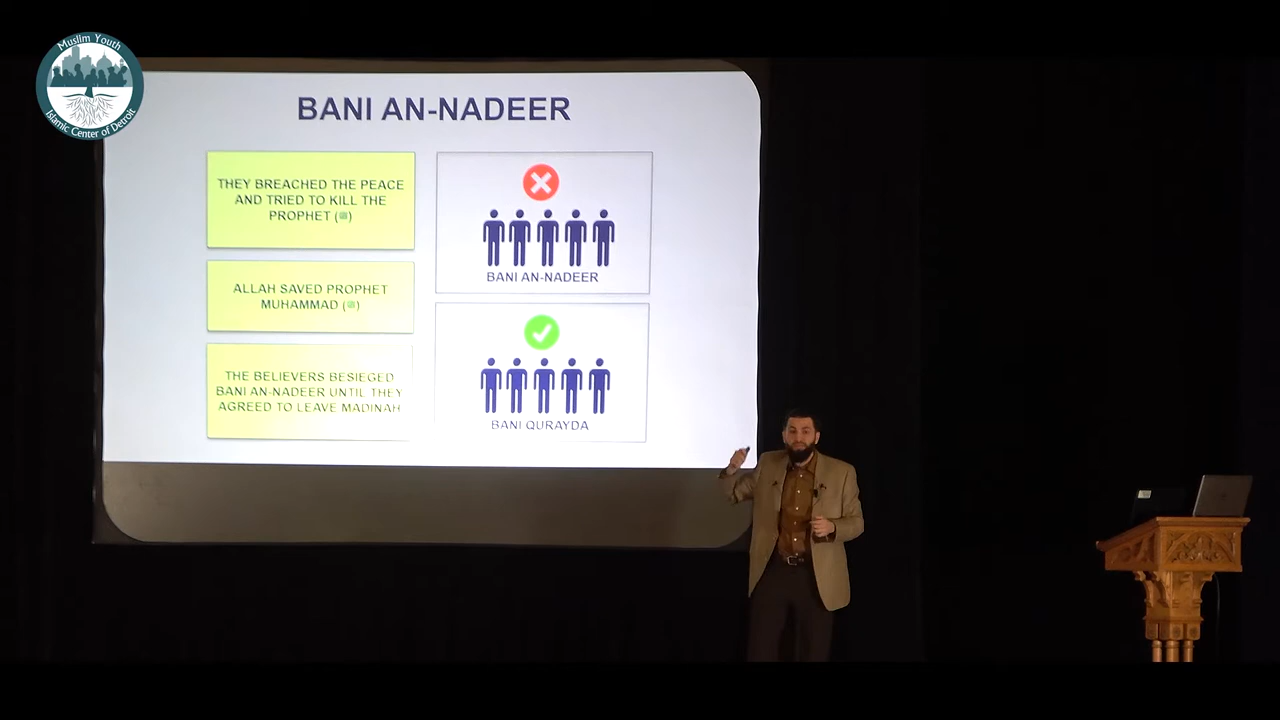 Muslim Youth
Islamic Center of Detroit
BANI AN-NADEER
THEY BREACHED THE PEACE
AND TRIED TO KILL THE
PROPHET (ﷺ)
ALLAH SAVED PROPHET
MUHAMMAD (ﷺ)
THE BELIEVERS BESIEGED
BANI AN-NADEER UNTIL THEY
AGREED TO LEAVE MADINAH
BANI AN-NADEER
BANI QURAYDA